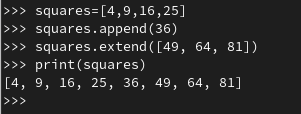 >>> squares=[4,9,16,25]
>>> squares.append(36)
>>> squares.extend([49, 64, 81])
>>> print(squares)
[4, 9, 16, 25, 36, 49, 64, 81]
>>>